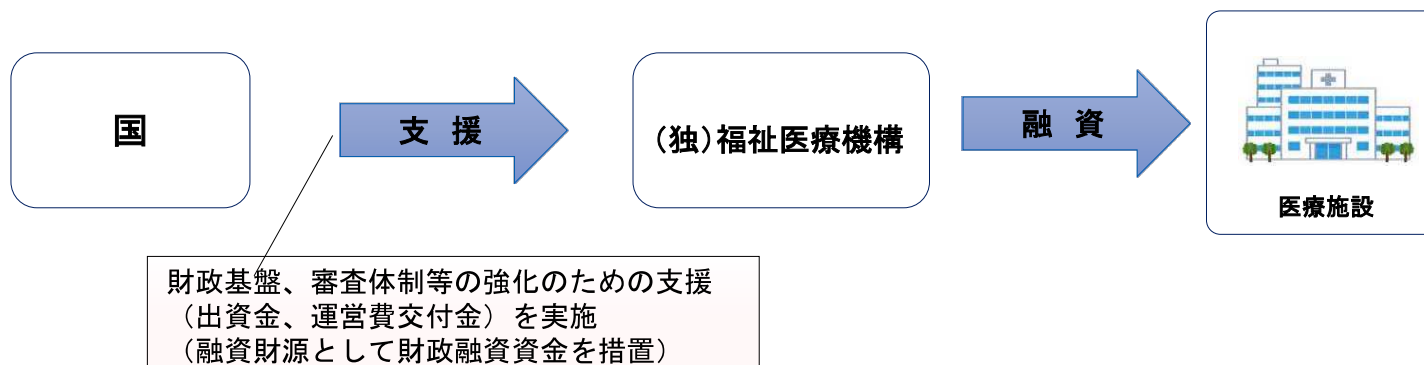 国
支 援
(独)福祉医療機構
融 資
医療施設
財政基盤、審査体制等の強化のための支援
(出資金、運営費交付金)を実施
(融資財源として財政融資資金を措置)